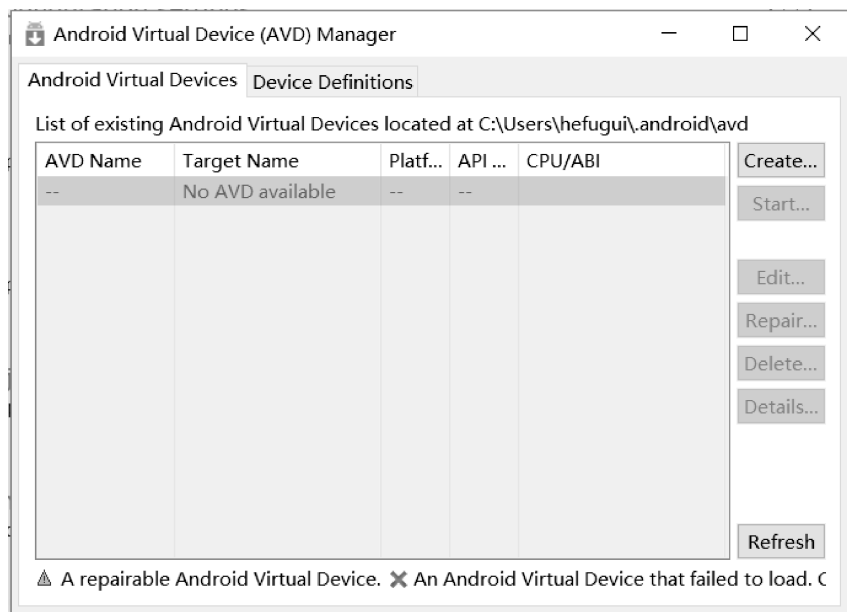 Android Virtual Device (AVD) Manager
Android Virtual Devices Device Definitions
List of existing Android Virtual Devices located at C:\Users\hefugui\.android\avd
AVD Name Target Name Platf... API ... CPU/ABI
-- No AVD available -- --
Create...
Start...
Edit...
Repair...
Delete...
Details...
Refresh
A repairable Android Virtual Device. An Android Virtual Device that failed to load.